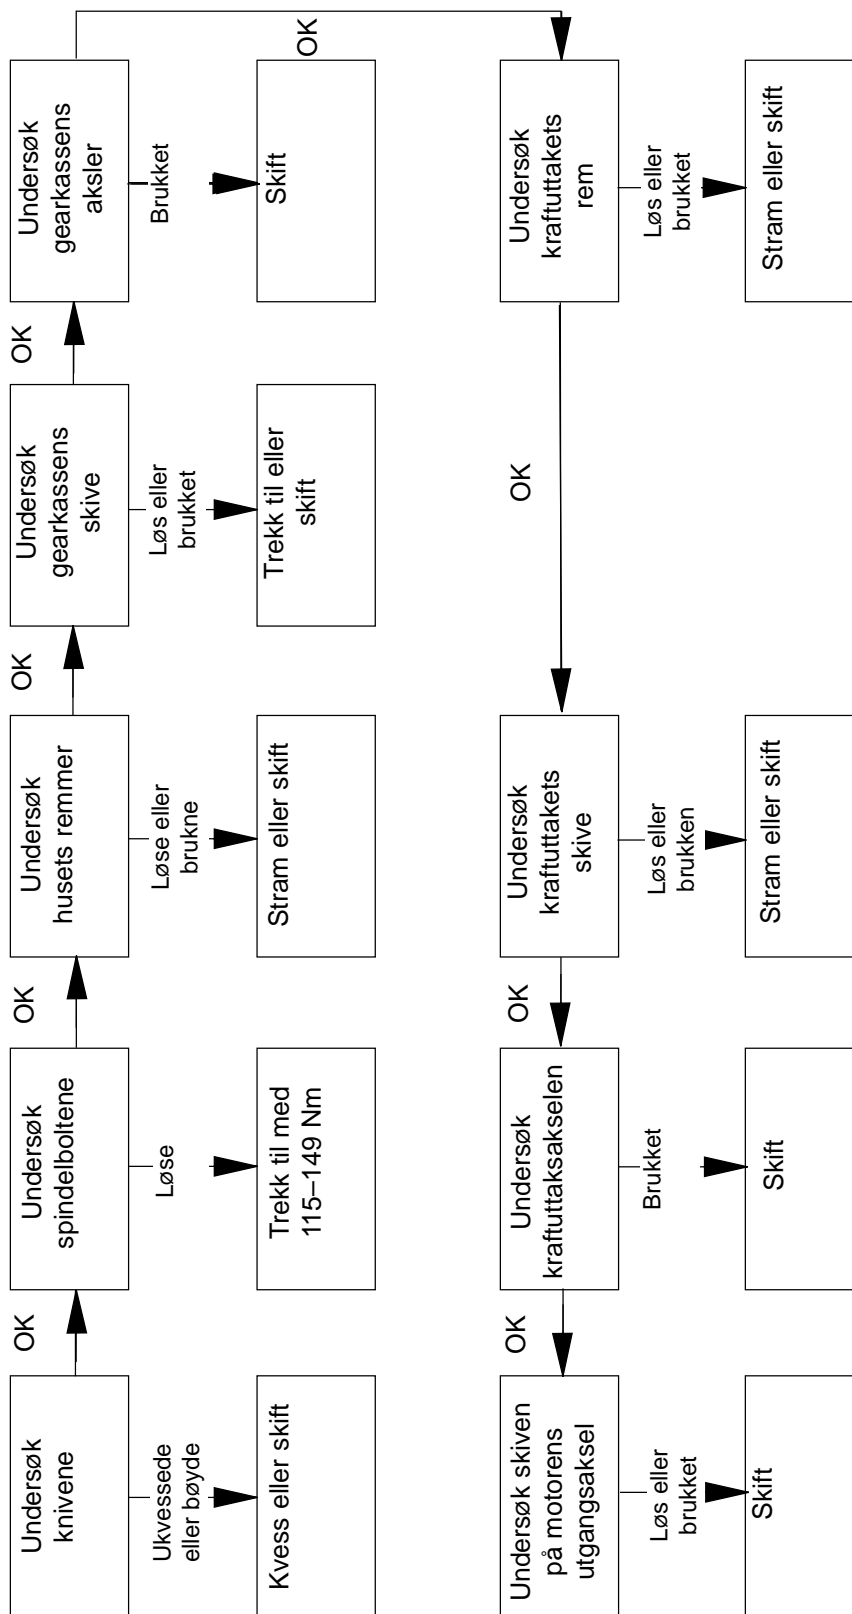 Undersøk
knivene
OK
Ukvessede
eller bøyde
Kvess eller skift
Undersøk
spindelboltene
OK
Løse
Trekk til med
115–149 Nm
Undersøk
husets remmer
OK
Løse eller
brukne
Stram eller skift
Undersøk
gearkassens
skive
OK
Løs eller
brukket
Trekk til eller
skift
Undersøk
gearkassens
aksler
OK
Brukket
Skift
Undersøk
kraftuttakets
rem
OK
Løs eller
brukket
Stram eller skift
Undersøk
kraftuttakets
skive
OK
Løs eller
brukken
Stram eller skift
Undersøk
kraftuttaksakselen
OK
Brukket
Skift
Undersøk skiven
på motorens
utgangsaksel
Løs eller
brukket
Skift